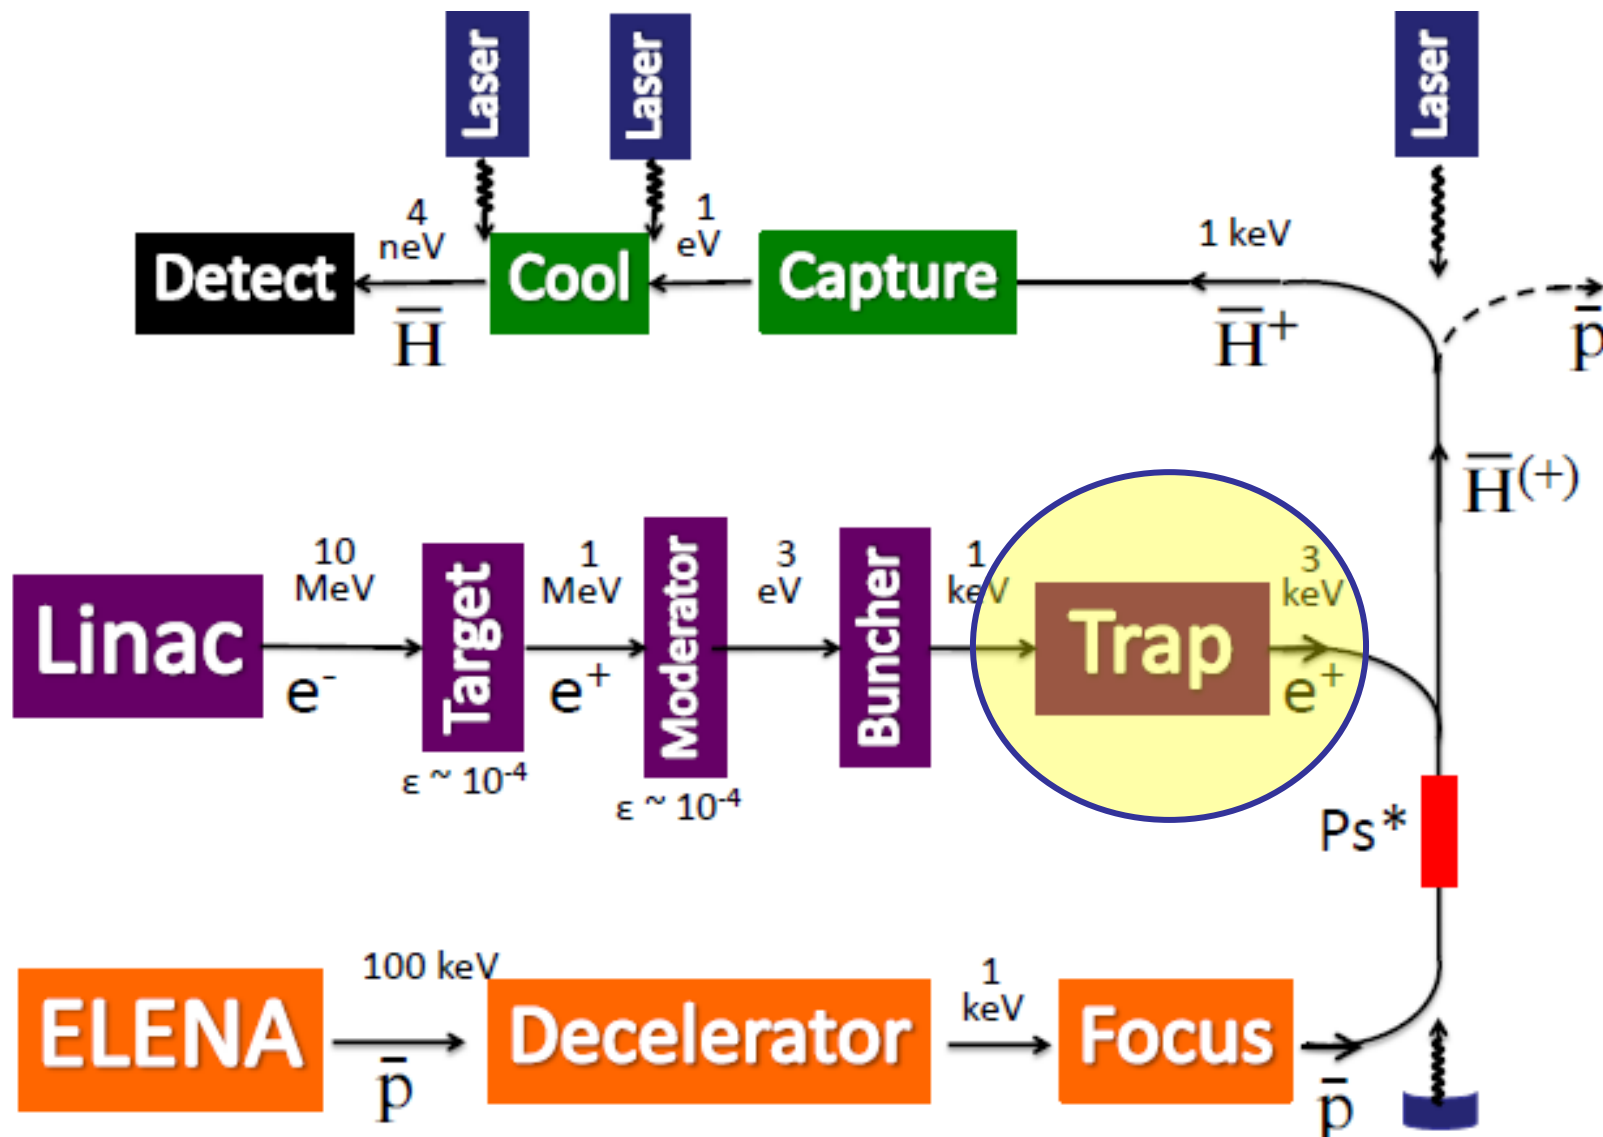 Laser
Laser
Laser
4
neV
1
eV
1 keV
Detect
Cool
Capture
H̅
H̅⁺
p̅
H̅⁽⁺⁾
10
MeV
1
MeV
3
eV
1
keV
3
keV
Linac
Target
Moderator
Buncher
Trap
e⁻
e⁺
e⁺
ε ~ 10⁻⁴
ε ~ 10⁻⁴
Ps*
100 keV
1
keV
ELENA
Decelerator
Focus
p̅
p̅